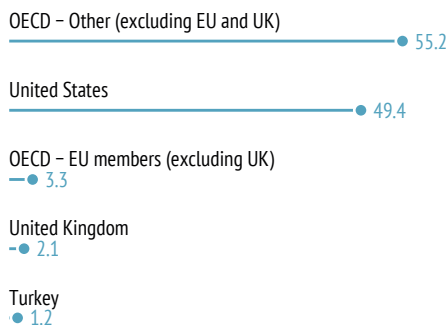 OECD – Other (excluding EU and UK)
55.2
United States
49.4
OECD – EU members (excluding UK)
3.3
United Kingdom
2.1
Turkey
1.2